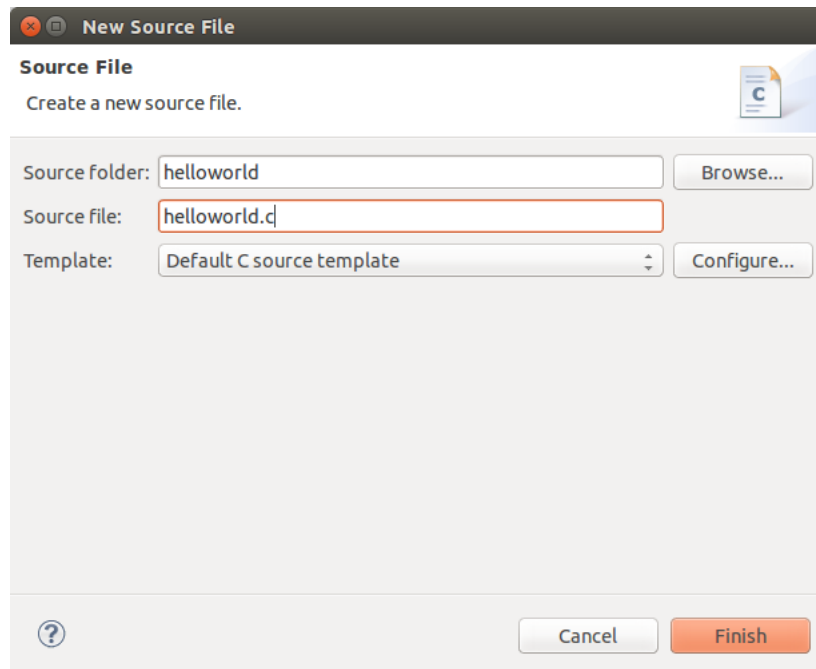 New Source File
Source File
Create a new source file.
C
Source folder: helloworld Browse...
Source file: helloworld.c
Template: Default C source template Configure...
?
Cancel Finish